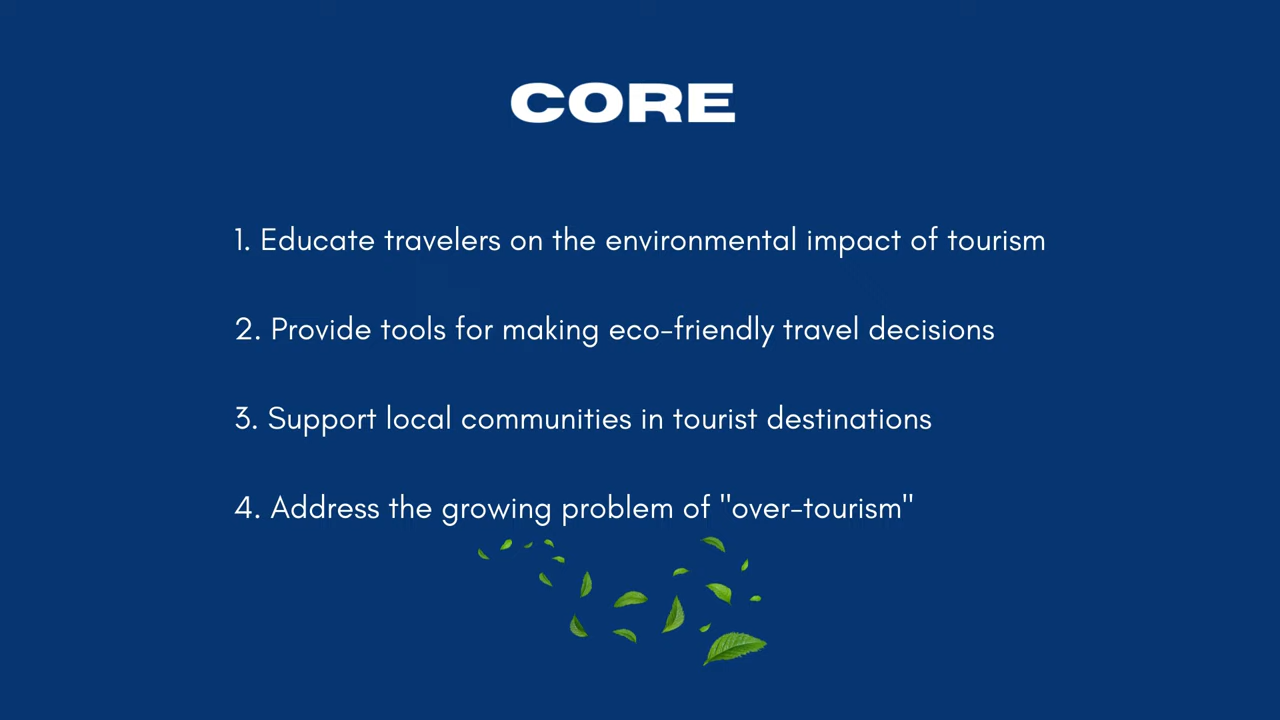 CORE
1. Educate travelers on the environmental impact of tourism
2. Provide tools for making eco-friendly travel decisions
3. Support local communities in tourist destinations
4. Address the growing problem of "over-tourism"